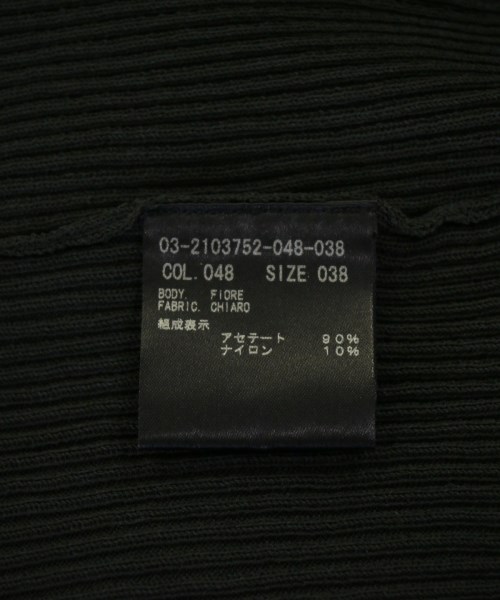 03-2103752-048-038
COL. 048 SIZE 038
BODY. FIORE
FABRIC. CHIARO
組成表示
アセテート 90%
ナイロン 10%